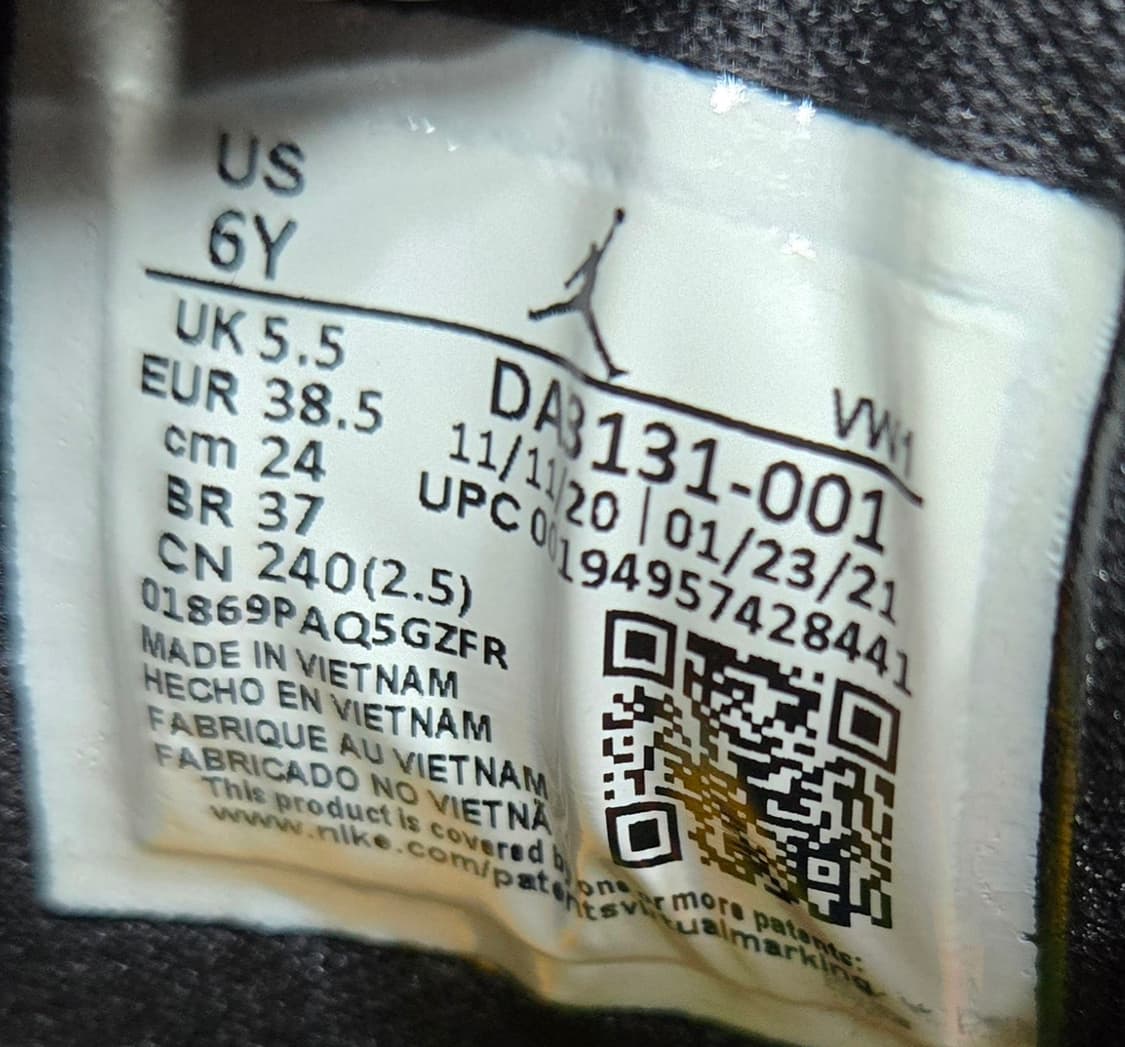 US
6Y
VW1
UK 5.5
EUR 38.5
cm 24
BR 37
CN 240(2.5)
DA3131-001
11/11/20 | 01/23/21
UPC 00194957428441
01869PAQ5GZFR
MADE IN VIETNAM
HECHO EN VIETNAM
FABRIQUE AU VIETNAM
FABRICADO NO VIETNÃ
This product is covered by one or more patents:
www.nike.com/patentsvirtualmarking